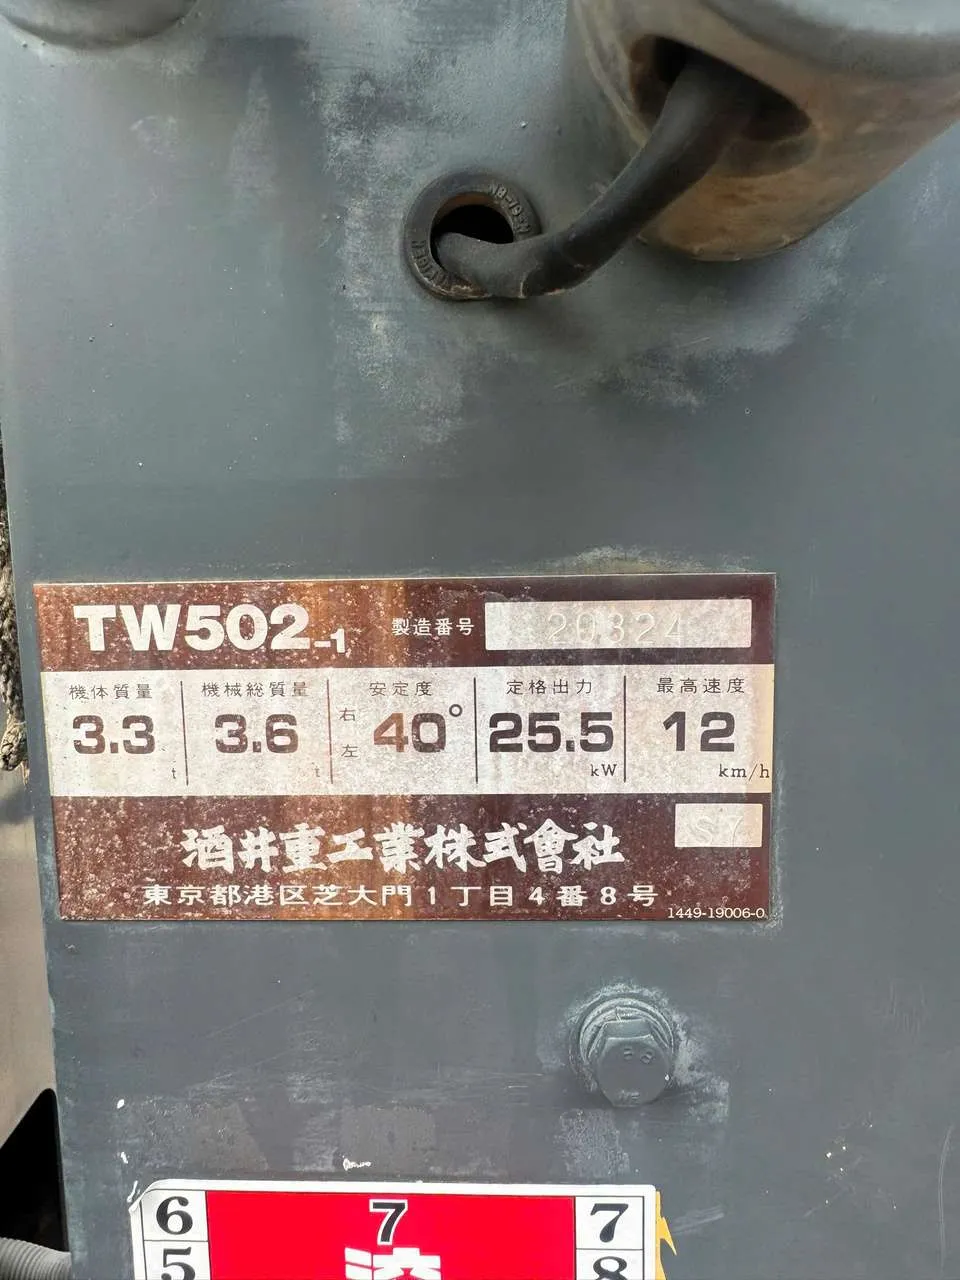 NB-19-W
TW502-1 製造番号 20324
機体質量 機械総質量 安定度 定格出力 最高速度
3.3 t 3.6 t 右 左 40° 25.5 kW 12 km/h
S7
酒井重工業株式會社
東京都港区芝大門1丁目4番8号
1449-19006-0
6 7 7
5 8